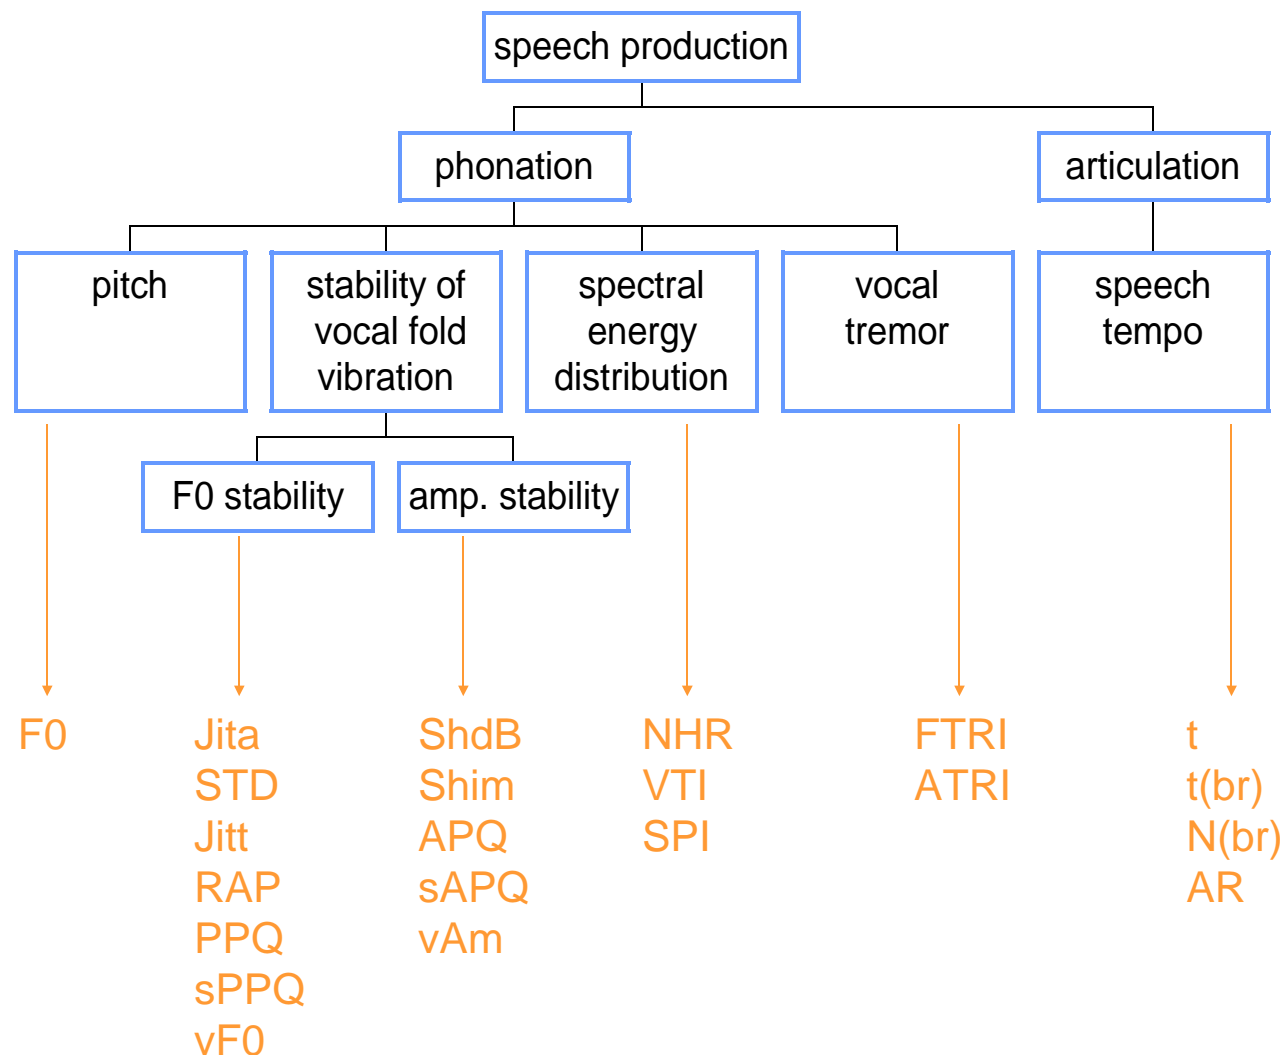 speech production
phonation
articulation
pitch
stability of
vocal fold
vibration
spectral
energy
distribution
vocal
tremor
speech
tempo
F0 stability
amp. stability
F0
Jita
STD
Jitt
RAP
PPQ
sPPQ
vF0
ShdB
Shim
APQ
sAPQ
vAm
NHR
VTI
SPI
FTRI
ATRI
t
t(br)
N(br)
AR